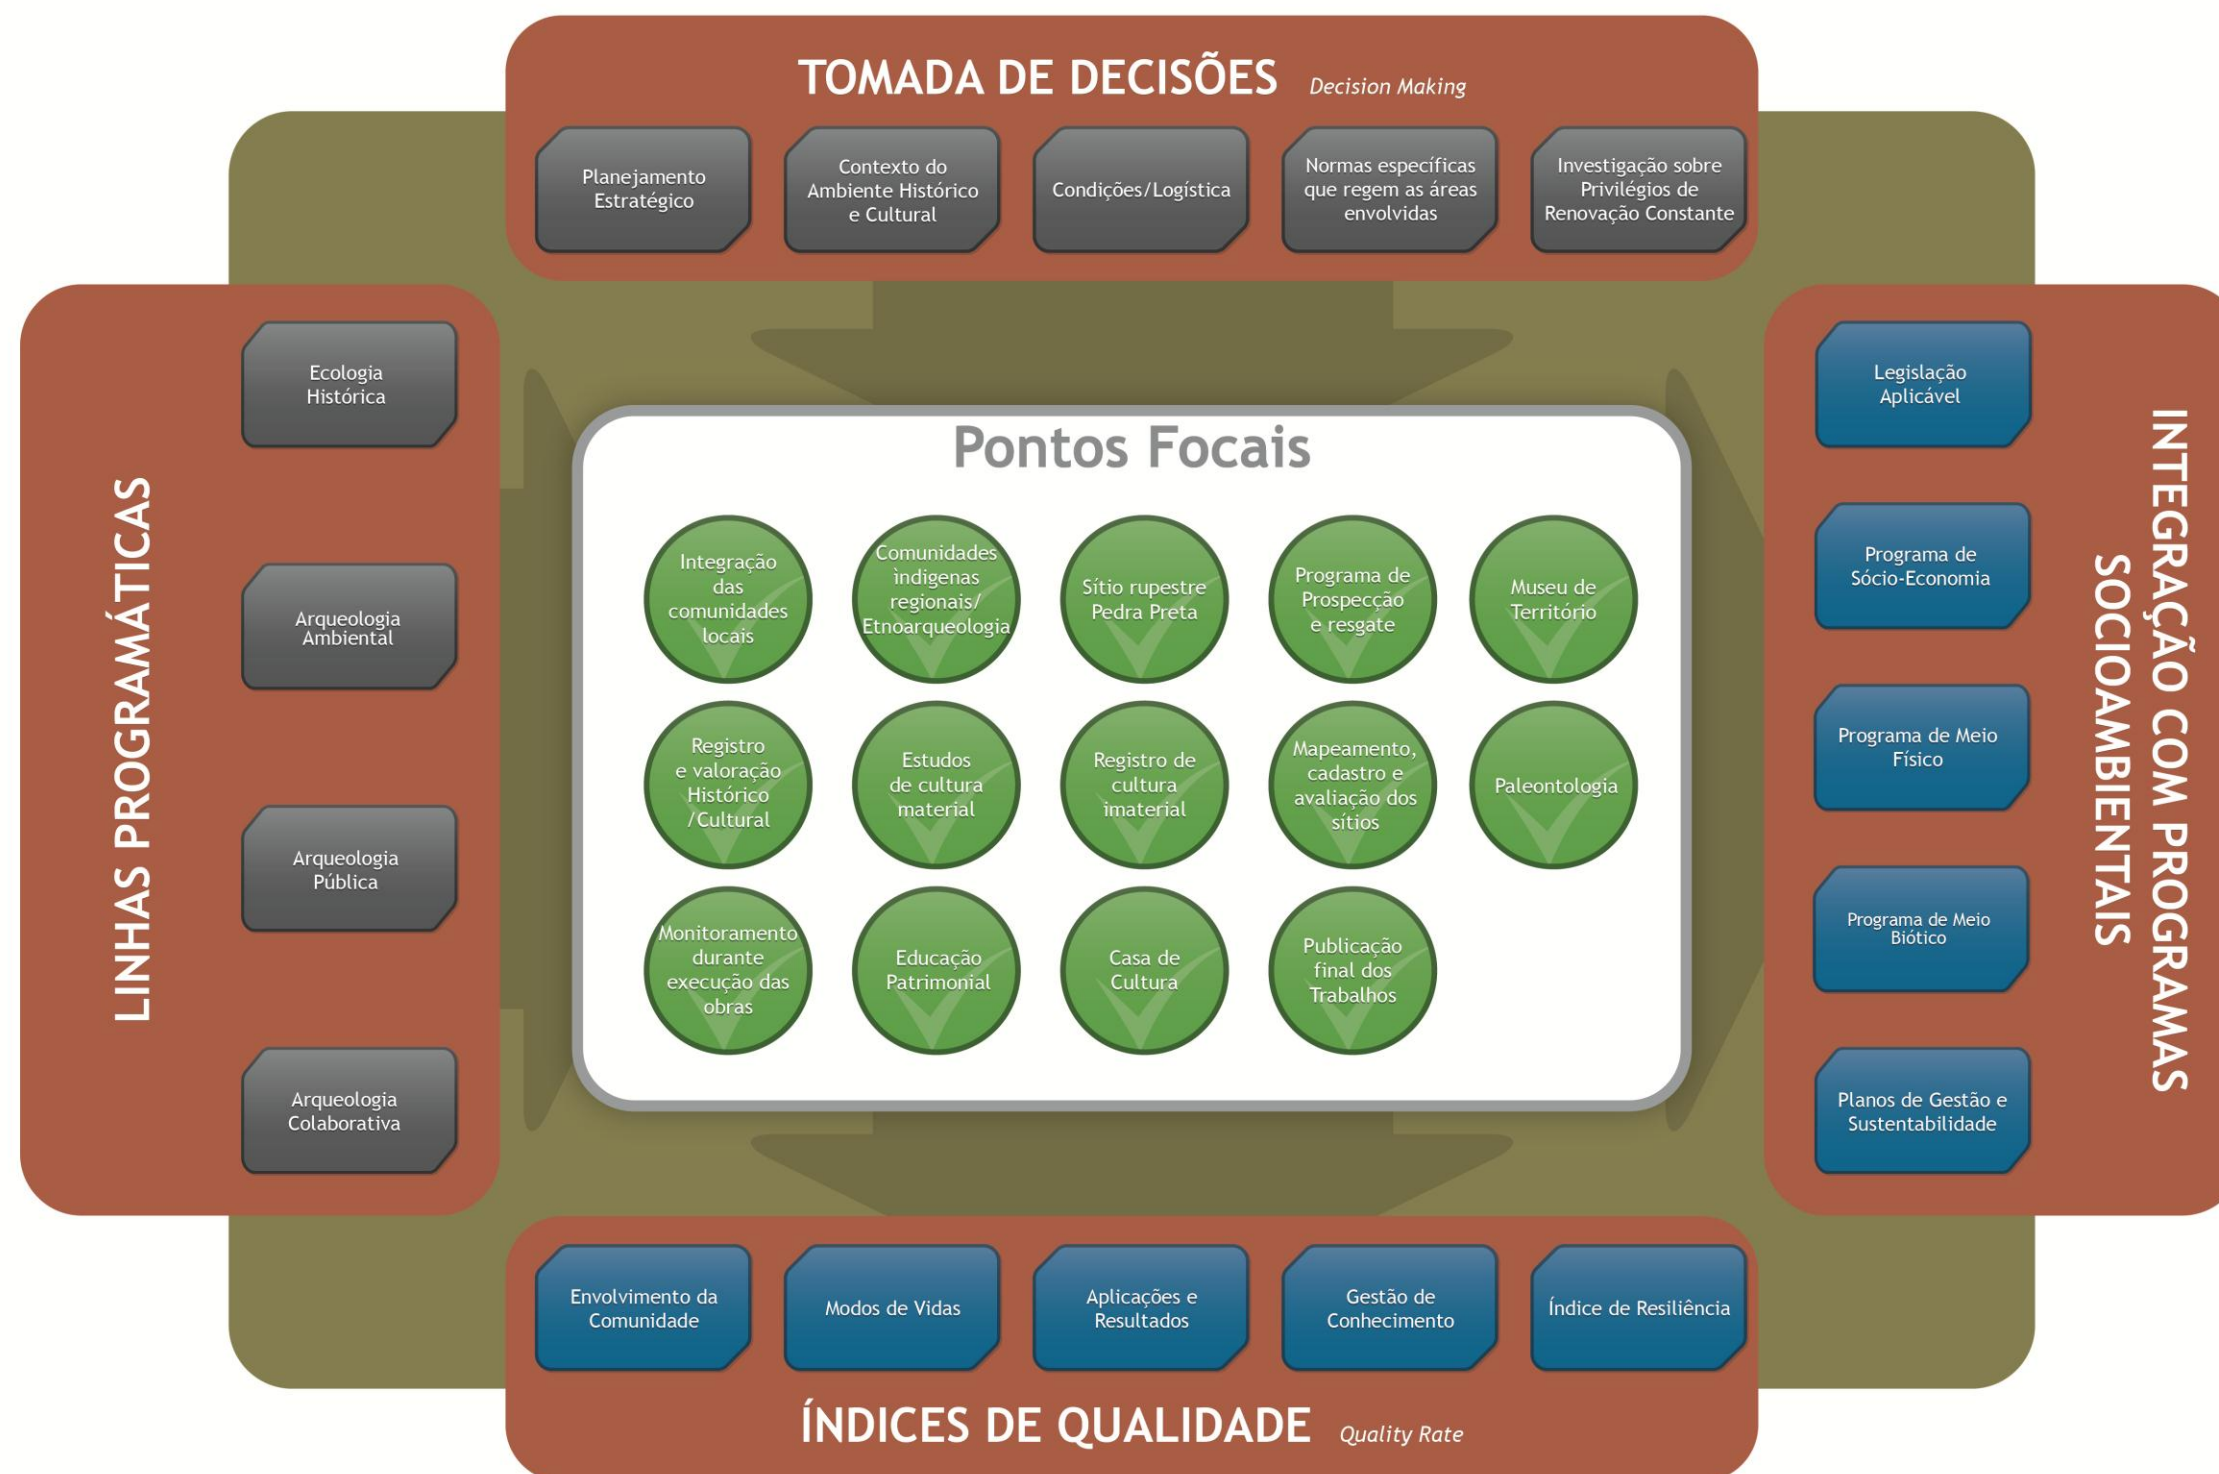 TOMADA DE DECISÕES Decision Making
Planejamento
Estratégico
Contexto do
Ambiente Histórico
e Cultural
Condições/Logística
Normas específicas
que regem as áreas
envolvidas
Investigação sobre
Privilégios de
Renovação Constante
LINHAS PROGRAMÁTICAS
Ecologia
Histórica
Arqueologia
Ambiental
Arqueologia
Pública
Arqueologia
Colaborativa
Pontos Focais
Integração
das
comunidades
locais
Comunidades
ìndigenas
regionais/
Etnoarqueologia
Sítio rupestre
Pedra Preta
Programa de
Prospecção
e resgate
Museu de
Território
Registro
e valoração
Histórico
/Cultural
Estudos
de cultura
material
Registro de
cultura
imaterial
Mapeamento,
cadastro e
avaliação dos
sítios
Paleontologia
Monitoramento
durante
execução das
obras
Educação
Patrimonial
Casa de
Cultura
Publicação
final dos
Trabalhos
INTEGRAÇÃO COM PROGRAMAS
SOCIOAMBIENTAIS
Legislação
Aplicável
Programa de
Sócio-Economia
Programa de Meio
Físico
Programa de Meio
Biótico
Planos de Gestão e
Sustentabilidade
Envolvimento da
Comunidade
Modos de Vidas
Aplicações e
Resultados
Gestão de
Conhecimento
Índice de Resiliência
ÍNDICES DE QUALIDADE Quality Rate